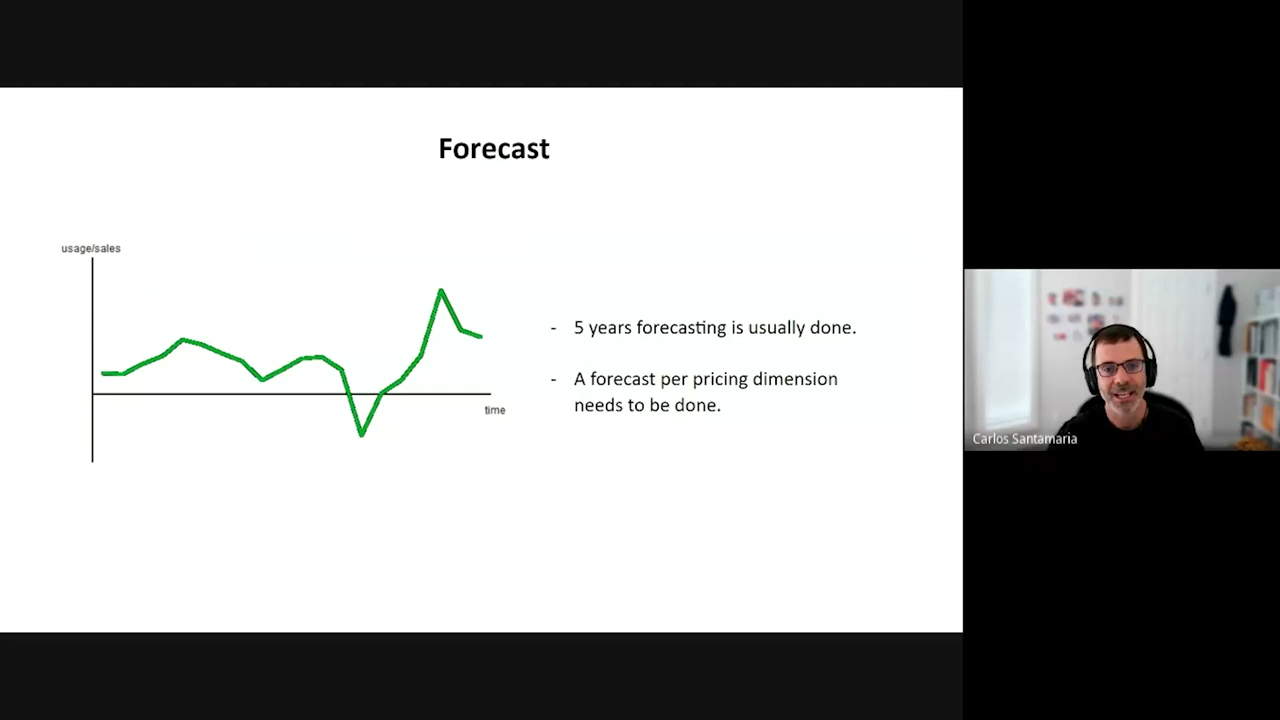 Forecast
usage/sales
time
- 5 years forecasting is usually done.
- A forecast per pricing dimension
needs to be done.
Carlos Santamaria